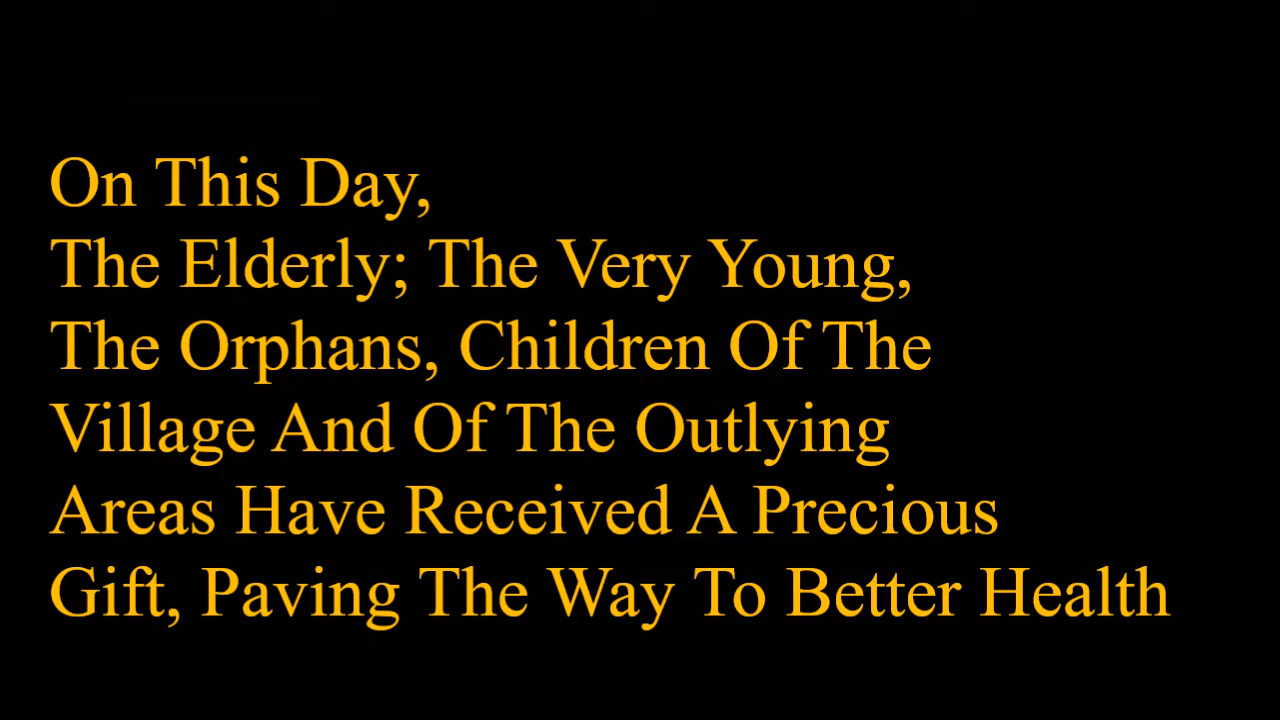 On This Day,
The Elderly; The Very Young,
The Orphans, Children Of The
Village And Of The Outlying
Areas Have Received A Precious
Gift, Paving The Way To Better Health